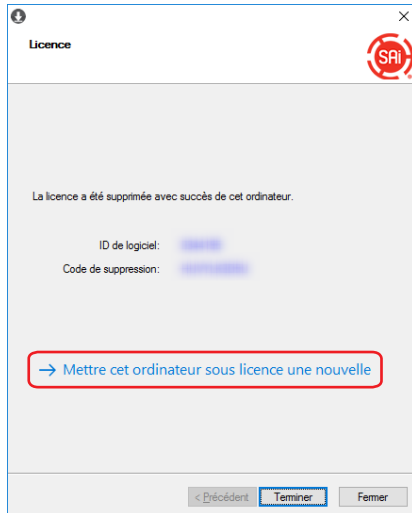 Licence
SAi
La licence a été supprimée avec succès de cet ordinateur.
ID de logiciel:
Code de suppression:
→ Mettre cet ordinateur sous licence une nouvelle
< Précédent Terminer Fermer